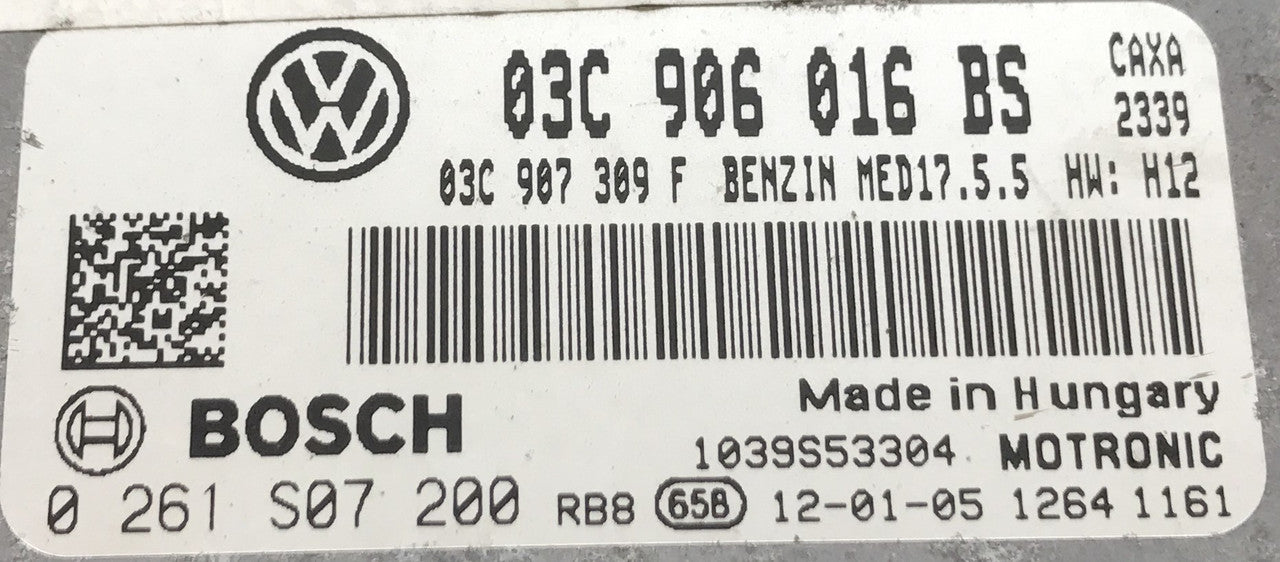 03C 906 016 BS CAXA
2339
03C 907 309 F BENZIN MED17.5.5 HW: H12
Made in Hungary
BOSCH
1039S53304 MOTRONIC
0 261 S07 200 RB8 65B 12-01-05 1264 1161